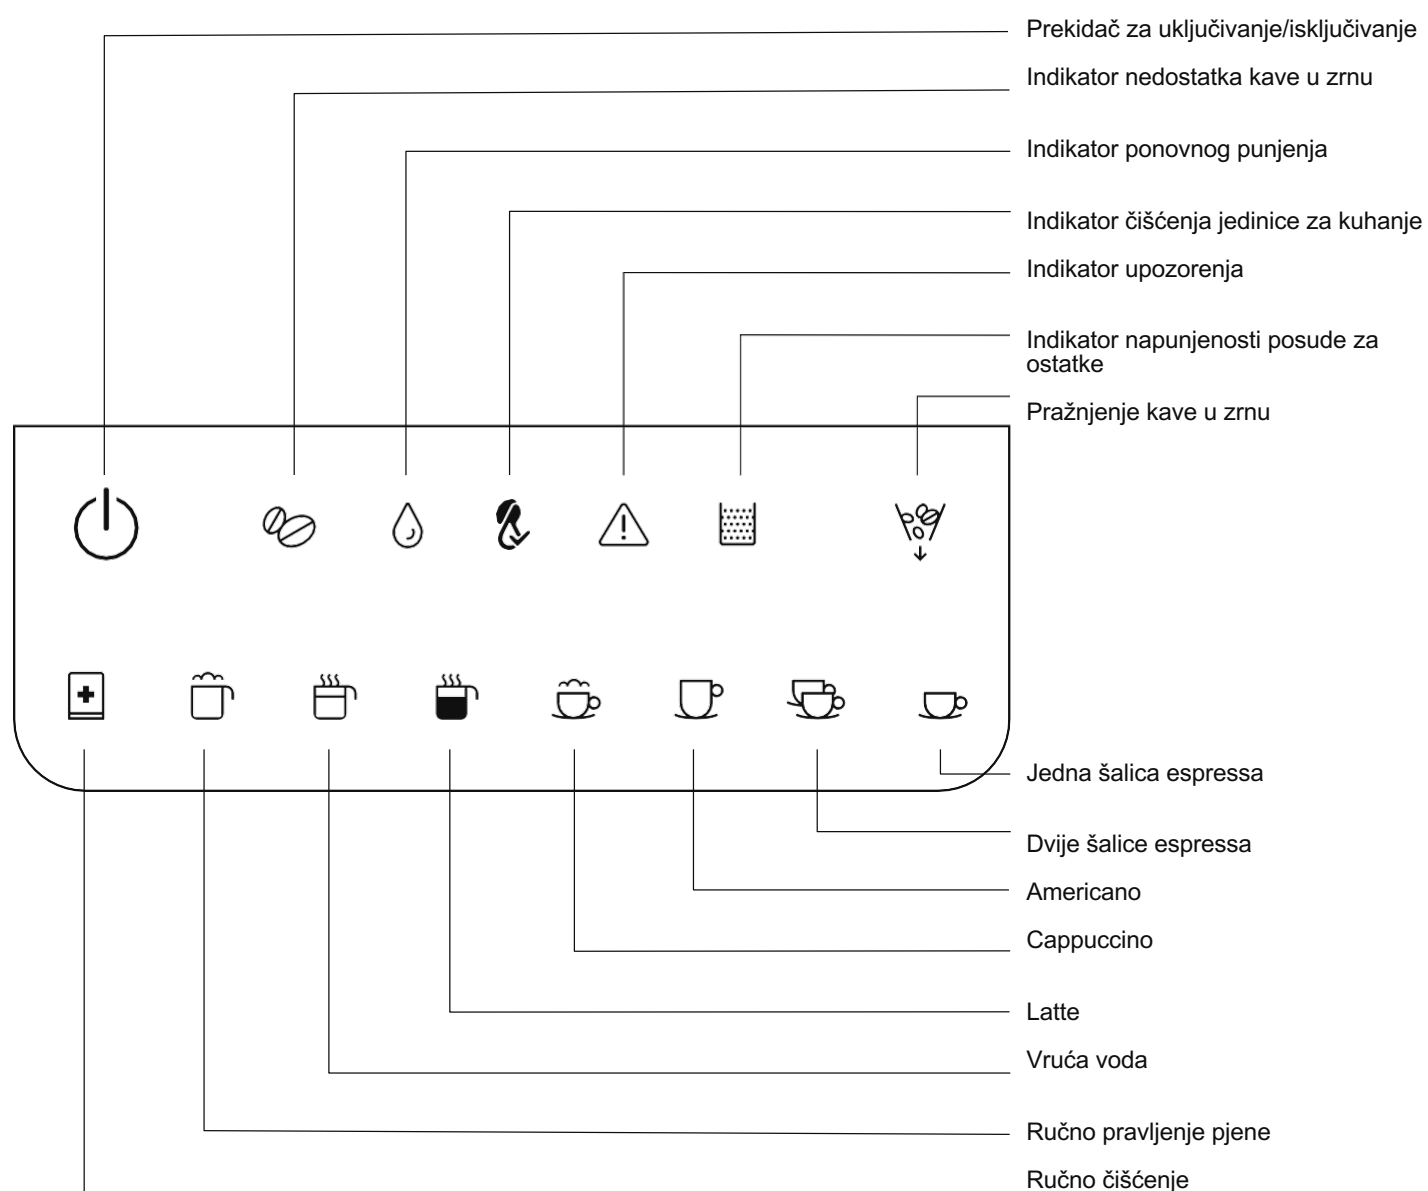 Prekidač za uključivanje/isključivanje
Indikator nedostatka kave u zrnu
Indikator ponovnog punjenja
Indikator čišćenja jedinice za kuhanje
Indikator upozorenja
Indikator napunjenosti posude za
ostatke
Pražnjenje kave u zrnu
Jedna šalica espressa
Dvije šalice espressa
Americano
Cappuccino
Latte
Vruća voda
Ručno pravljenje pjene
Ručno čišćenje